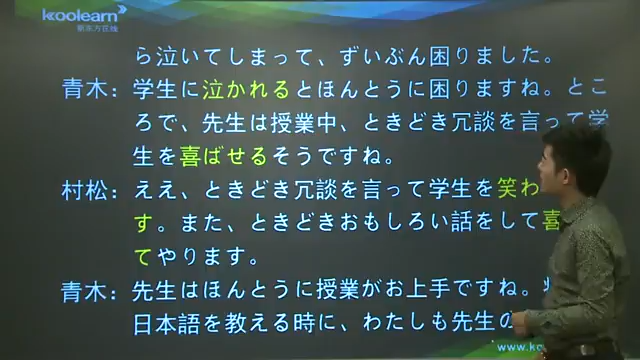 koolearn
新东方在线
ら泣いてしまって、ずいぶん困りました。
青木：学生に泣かれるとほんとうに困りますね。とこ
ろで、先生は授業中、ときどき冗談を言って学
生を喜ばせるそうですね。
村松：ええ、ときどき冗談を言って学生を笑わ
す。また、ときどきおもしろい話をして喜
てやります。
青木：先生はほんとうに授業がお上手ですね。
日本語を教える時に、わたしも先生の
www.ko